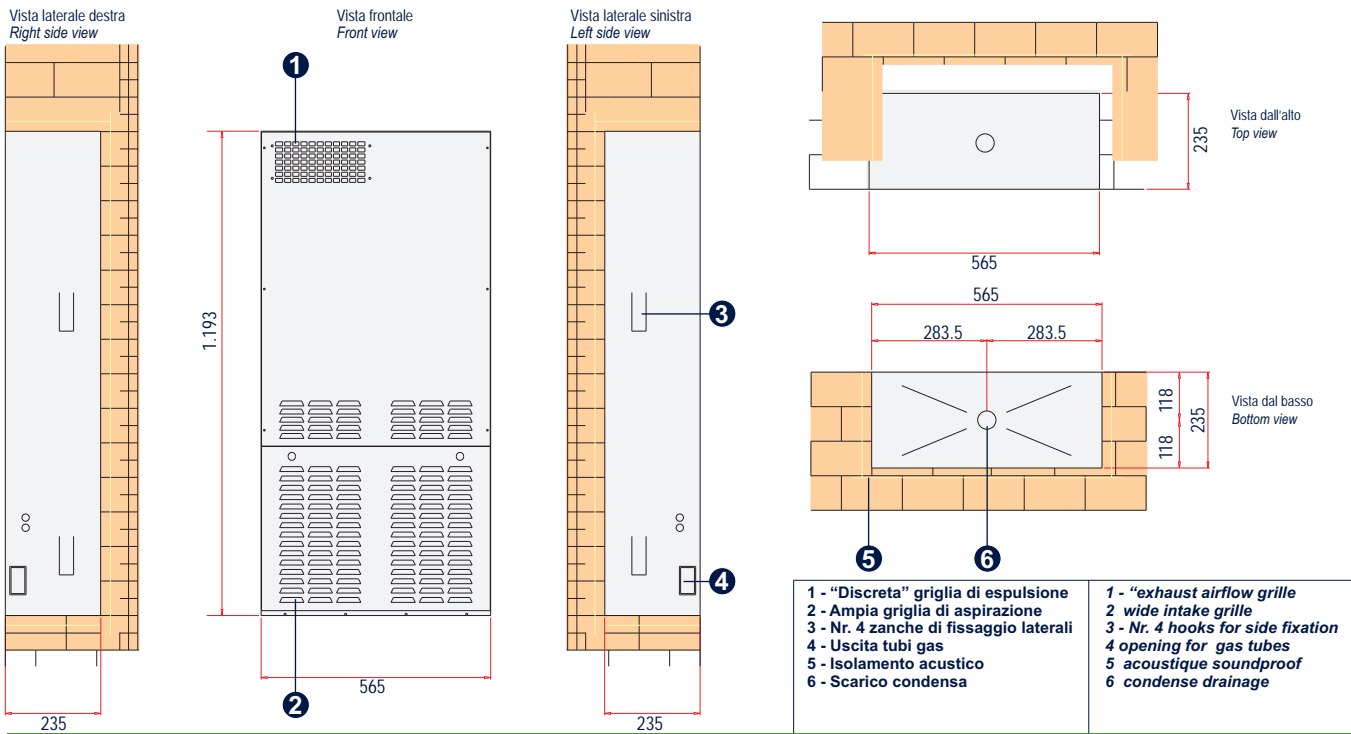 Vista laterale destra
Right side view
Vista frontale
Front view
Vista laterale sinistra
Left side view
1
3
4
2
1.193
565
235
235
Vista dall'alto
Top view
235
565
565
283.5
283.5
118
118
235
Vista dal basso
Bottom view
5
6
1 - “Discreta” griglia di espulsione
2 - Ampia griglia di aspirazione
3 - Nr. 4 zanche di fissaggio laterali
4 - Uscita tubi gas
5 - Isolamento acustico
6 - Scarico condensa
1 - “exhaust airflow grille
2 wide intake grille
3 - Nr. 4 hooks for side fixation
4 opening for gas tubes
5 acoustique soundproof
6 condense drainage